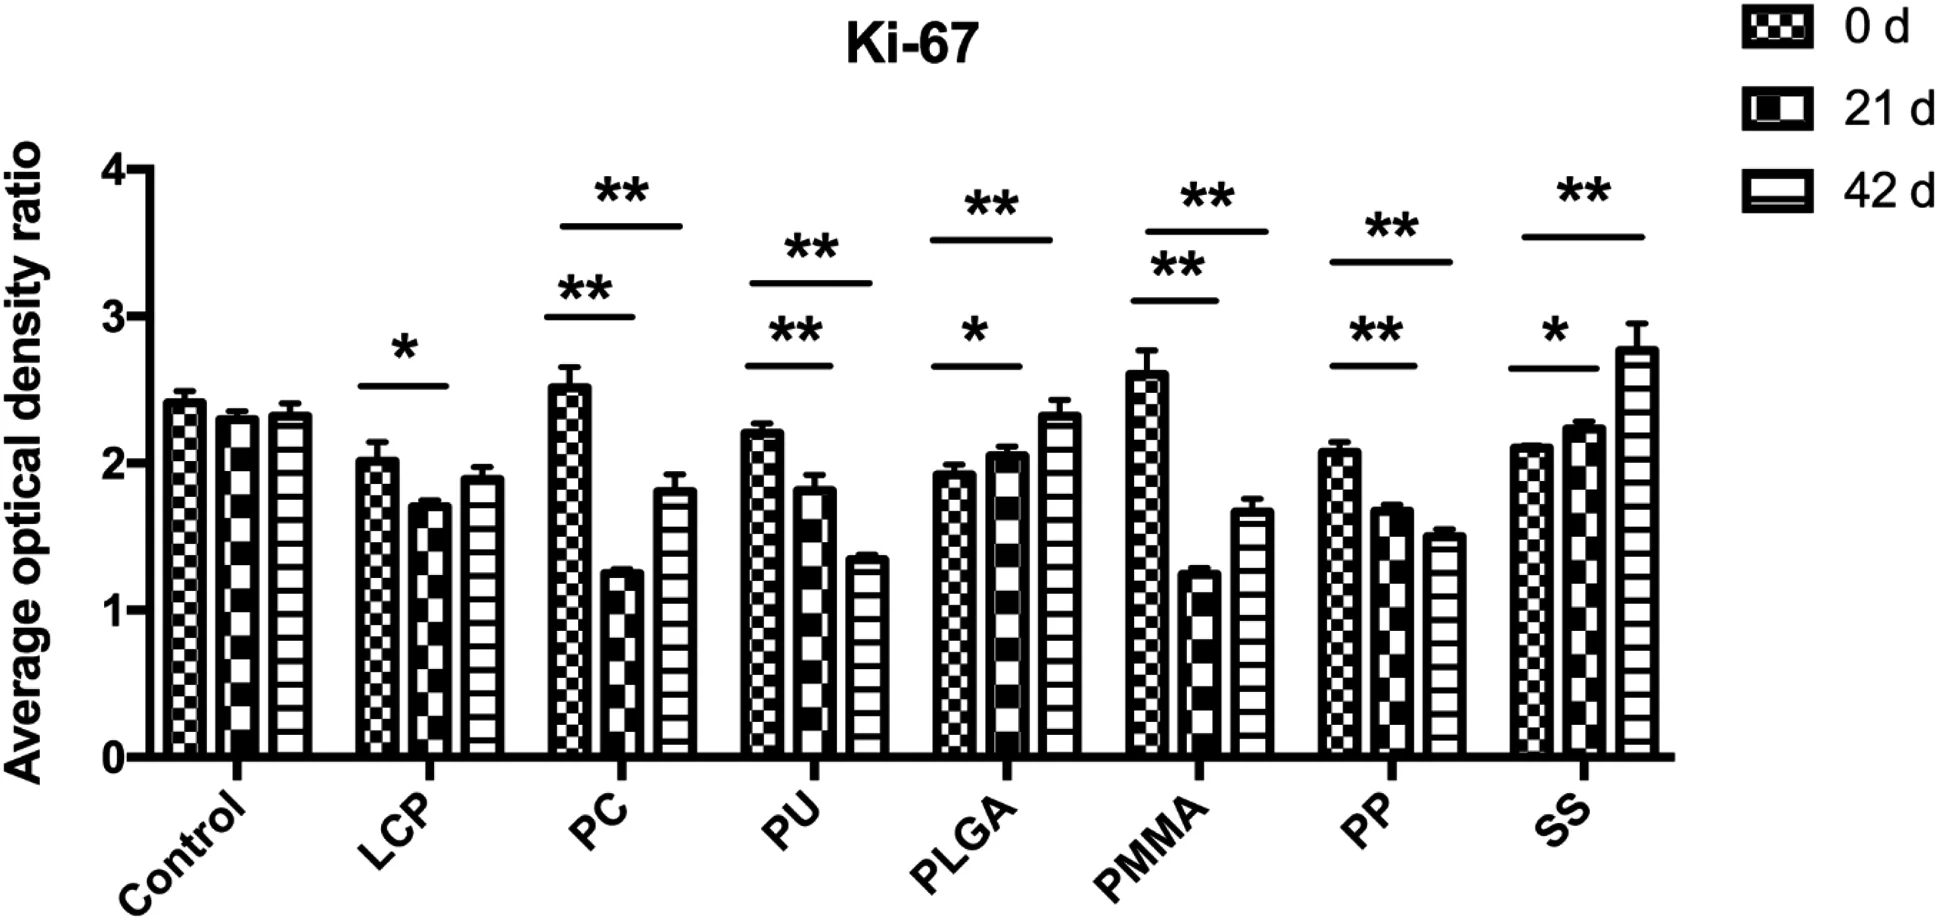 Ki-67
0 d
21 d
42 d
Average optical density ratio
4
3
2
1
0
**
**
*
**
**
**
*
**
**
**
**
**
*
Control
LCP
PC
PU
PLGA
PMMA
PP
SS